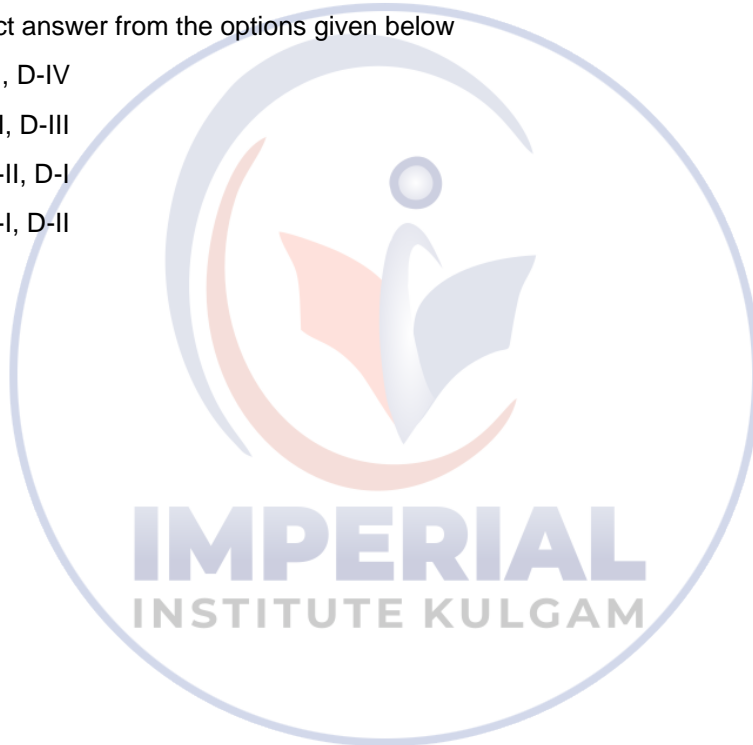 ct answer from the options given below
, D-IV
I, D-III
-II, D-I
-I, D-II
IMPERIAL
INSTITUTE KULGAM